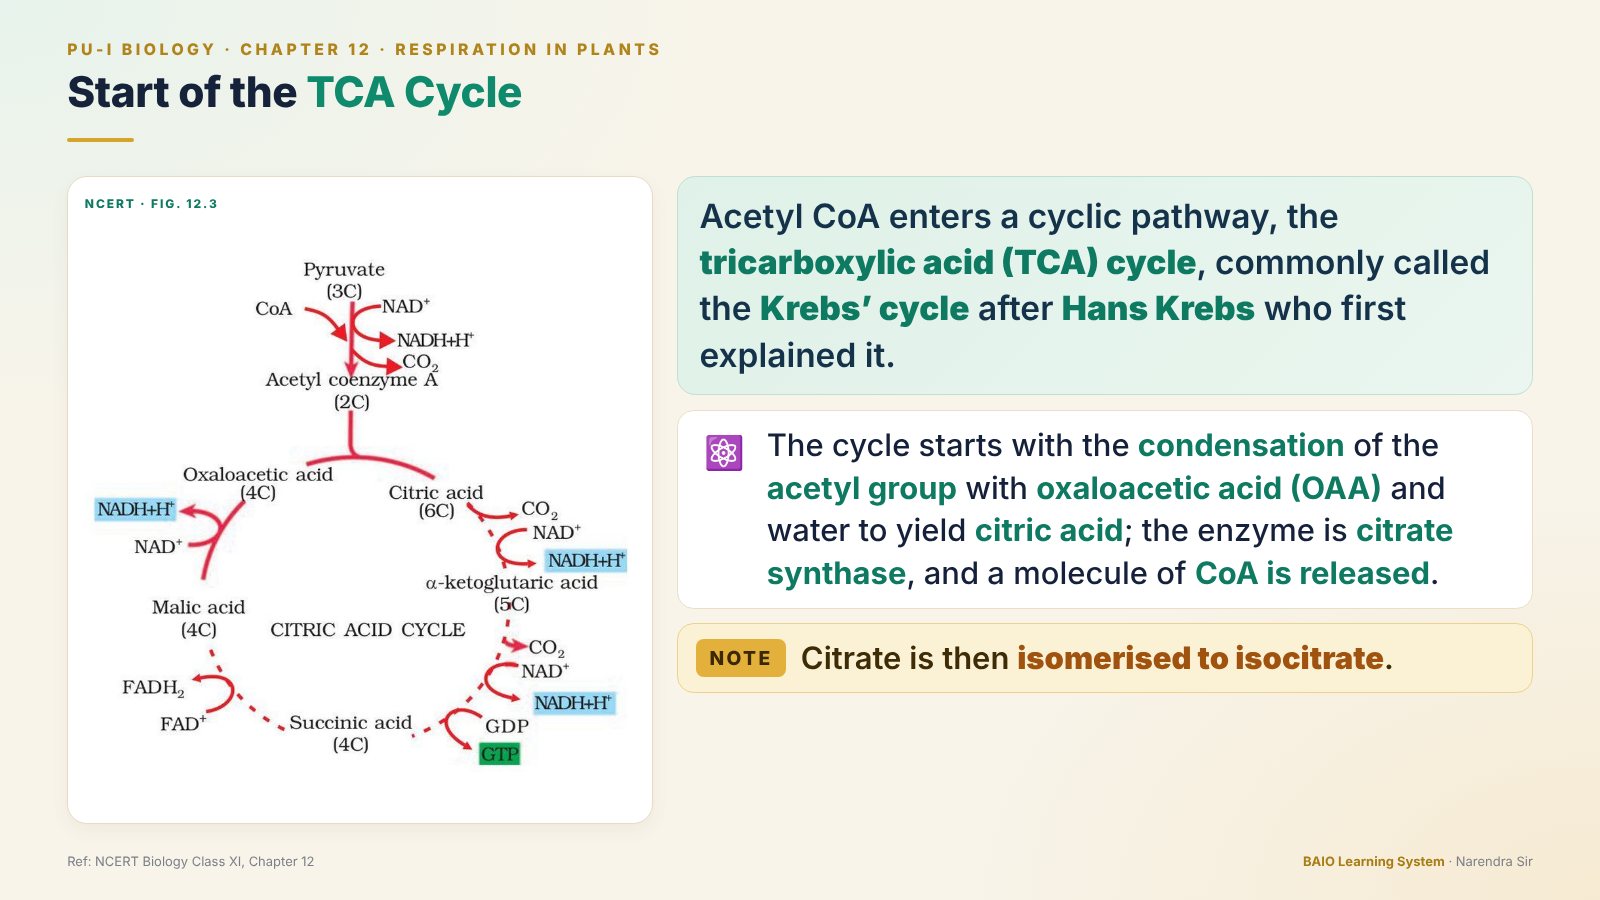 PU-I BIOLOGY · CHAPTER 12 · RESPIRATION IN PLANTS
Start of the TCA Cycle
NCERT · FIG. 12.3
Pyruvate
(3C)
CoA
NAD⁺
NADH+H⁺
CO₂
Acetyl coenzyme A
(2C)
Oxaloacetic acid
(4C)
Citric acid
(6C)
CO₂
NADH+H⁺
NAD⁺
NAD⁺
NADH+H⁺
α-ketoglutaric acid
(5C)
Malic acid
(4C)
CITRIC ACID CYCLE
CO₂
NAD⁺
NADH+H⁺
FADH₂
FAD⁺
Succinic acid
(4C)
GDP
GTP
Acetyl CoA enters a cyclic pathway, the
tricarboxylic acid (TCA) cycle, commonly called
the Krebs’ cycle after Hans Krebs who first
explained it.
The cycle starts with the condensation of the
acetyl group with oxaloacetic acid (OAA) and
water to yield citric acid; the enzyme is citrate
synthase, and a molecule of CoA is released.
NOTE Citrate is then isomerised to isocitrate.
Ref: NCERT Biology Class XI, Chapter 12
BAIO Learning System · Narendra Sir